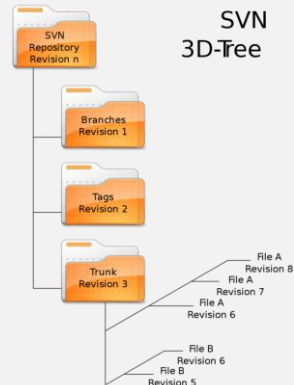 SVN
3D-Tree
SVN
Repository
Revision n
Branches
Revision 1
Tags
Revision 2
Trunk
Revision 3
File A
Revision 8
File A
Revision 7
File A
Revision 6
File B
Revision 6
File B
Revision 5